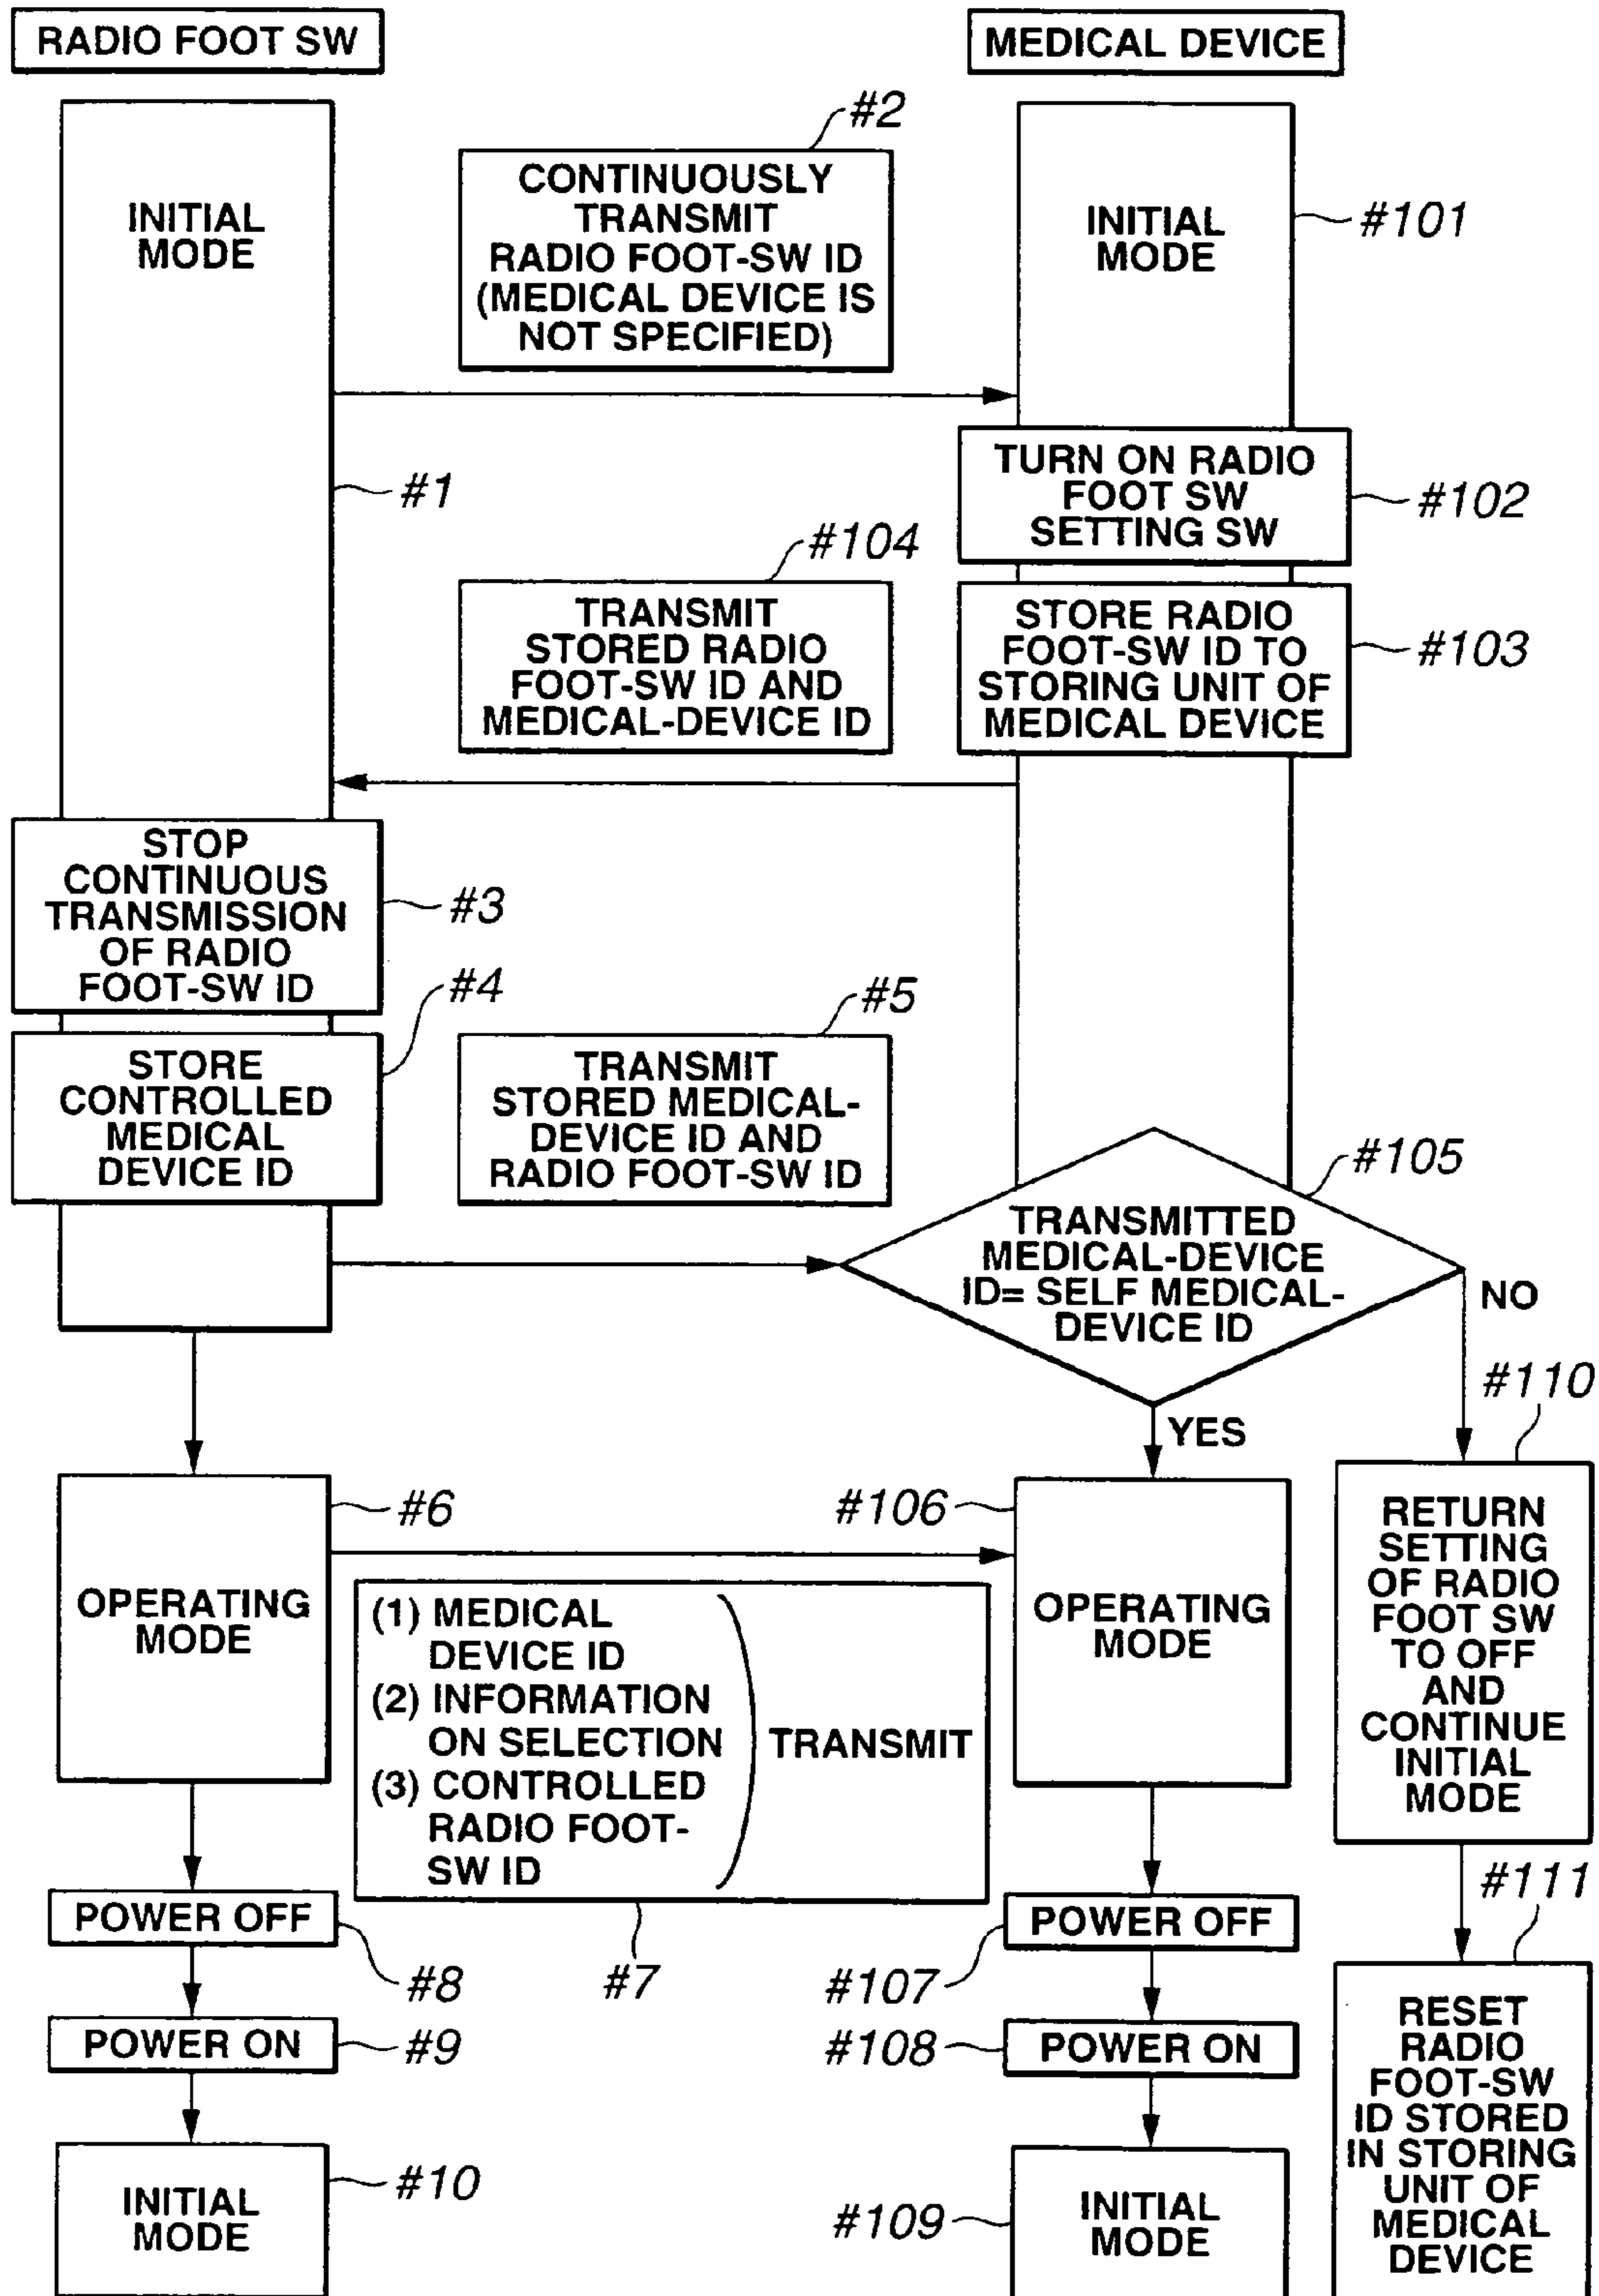 RADIO FOOT SW
MEDICAL DEVICE
INITIAL
MODE
#1
#2
CONTINUOUSLY
TRANSMIT
RADIO FOOT-SW ID
(MEDICAL DEVICE IS
NOT SPECIFIED)
INITIAL
MODE
#101
TURN ON RADIO
FOOT SW
SETTING SW
#102
#104
TRANSMIT
STORED RADIO
FOOT-SW ID AND
MEDICAL-DEVICE ID
STORE RADIO
FOOT-SW ID TO
STORING UNIT OF
MEDICAL DEVICE
#103
STOP
CONTINUOUS
TRANSMISSION
OF RADIO
FOOT-SW ID
#3
STORE
CONTROLLED
MEDICAL
DEVICE ID
#4
#5
TRANSMIT
STORED MEDICAL-
DEVICE ID AND
RADIO FOOT-SW ID
#105
TRANSMITTED
MEDICAL-DEVICE
ID= SELF MEDICAL-
DEVICE ID
NO
YES
#110
RETURN
SETTING
OF RADIO
FOOT SW
TO OFF
AND
CONTINUE
INITIAL
MODE
#6
OPERATING
MODE
#106
OPERATING
MODE
(1) MEDICAL
DEVICE ID
(2) INFORMATION
ON SELECTION
(3) CONTROLLED
RADIO FOOT-
SW ID
TRANSMIT
#7
POWER OFF
#8
POWER ON
#9
INITIAL
MODE
#10
POWER OFF
#107
POWER ON
#108
INITIAL
MODE
#109
#111
RESET
RADIO
FOOT-SW
ID STORED
IN STORING
UNIT OF
MEDICAL
DEVICE